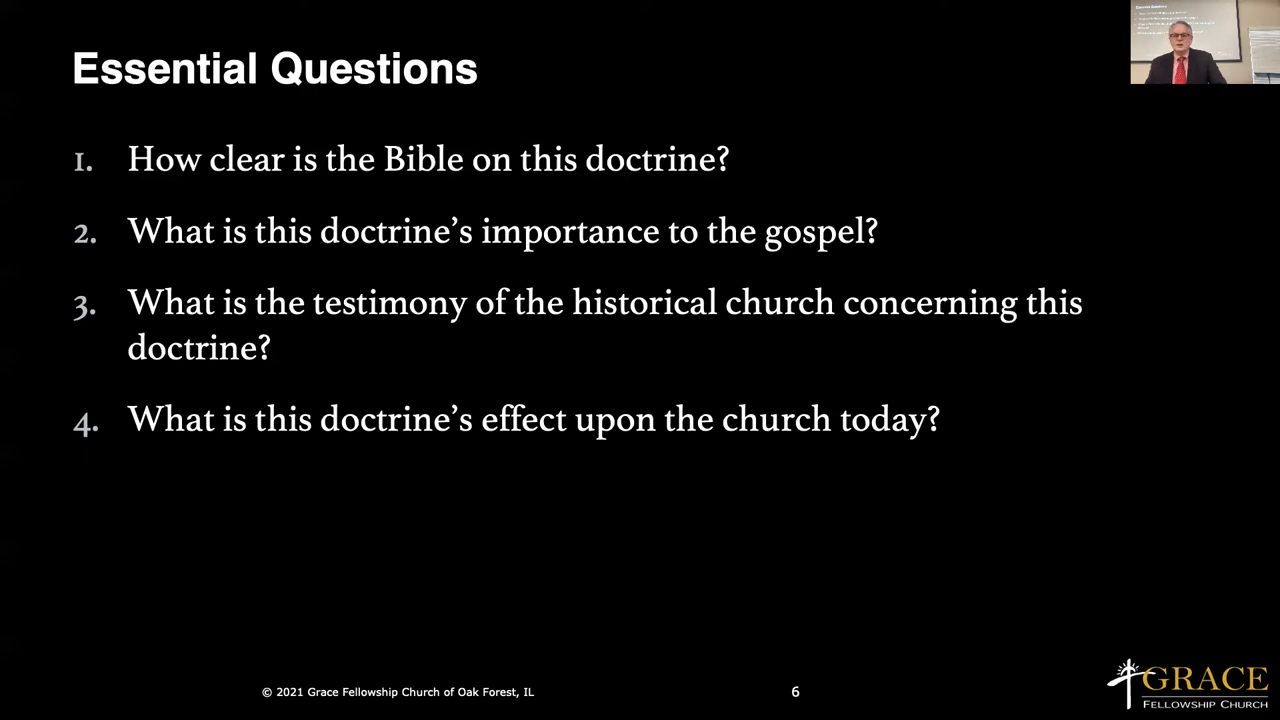 Essential Questions
1. How clear is the Bible on this doctrine?
2. What is this doctrine’s importance to the gospel?
3. What is the testimony of the historical church concerning this
doctrine?
4. What is this doctrine’s effect upon the church today?
© 2021 Grace Fellowship Church of Oak Forest, IL
6
GRACE
FELLOWSHIP CHURCH